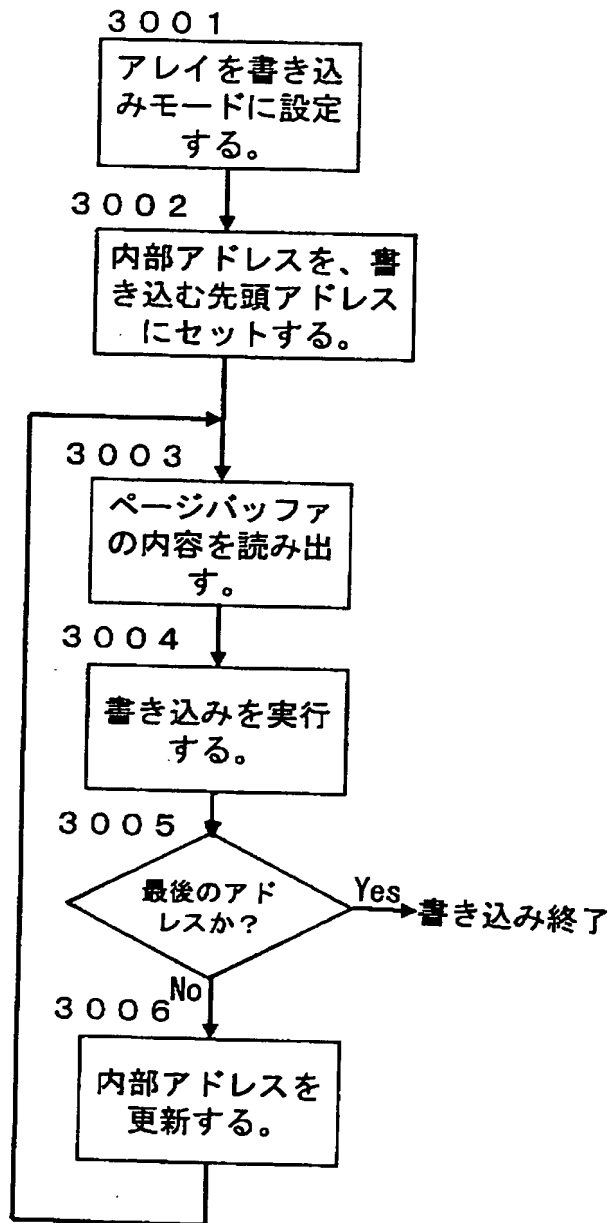 ３００１
アレイを書き込
みモードに設定
する。
３００２
内部アドレスを、書
き込む先頭アドレス
にセットする。
３００３
ページバッファ
の内容を読み出
す。
３００４
書き込みを実行
する。
３００５
最後のアド
レスか？
Yes
書き込み終了
No
３００６
内部アドレスを
更新する。